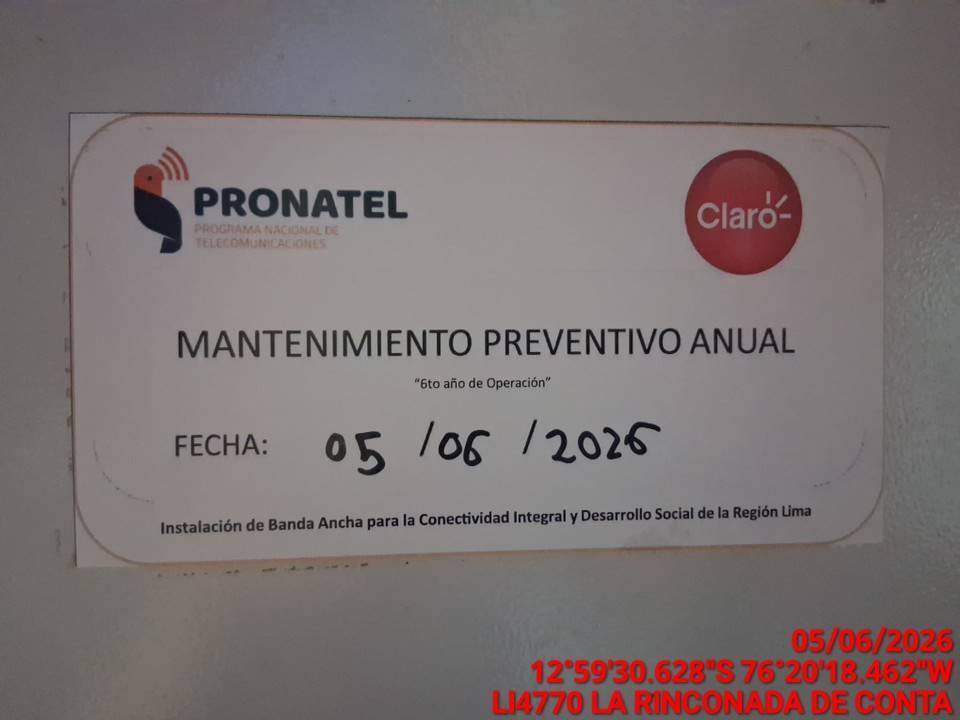 PRONATEL
PROGRAMA NACIONAL DE
TELECOMUNICACIONES
Claro-
MANTENIMIENTO PREVENTIVO ANUAL
"6to año de Operación"
FECHA: 05 /06 /2026
Instalación de Banda Ancha para la Conectividad Integral y Desarrollo Social de la Región Lima
05/06/2026
12°59'30.628"S 76°20'18.462"W
LI4770 LA RINCONADA DE CONTA